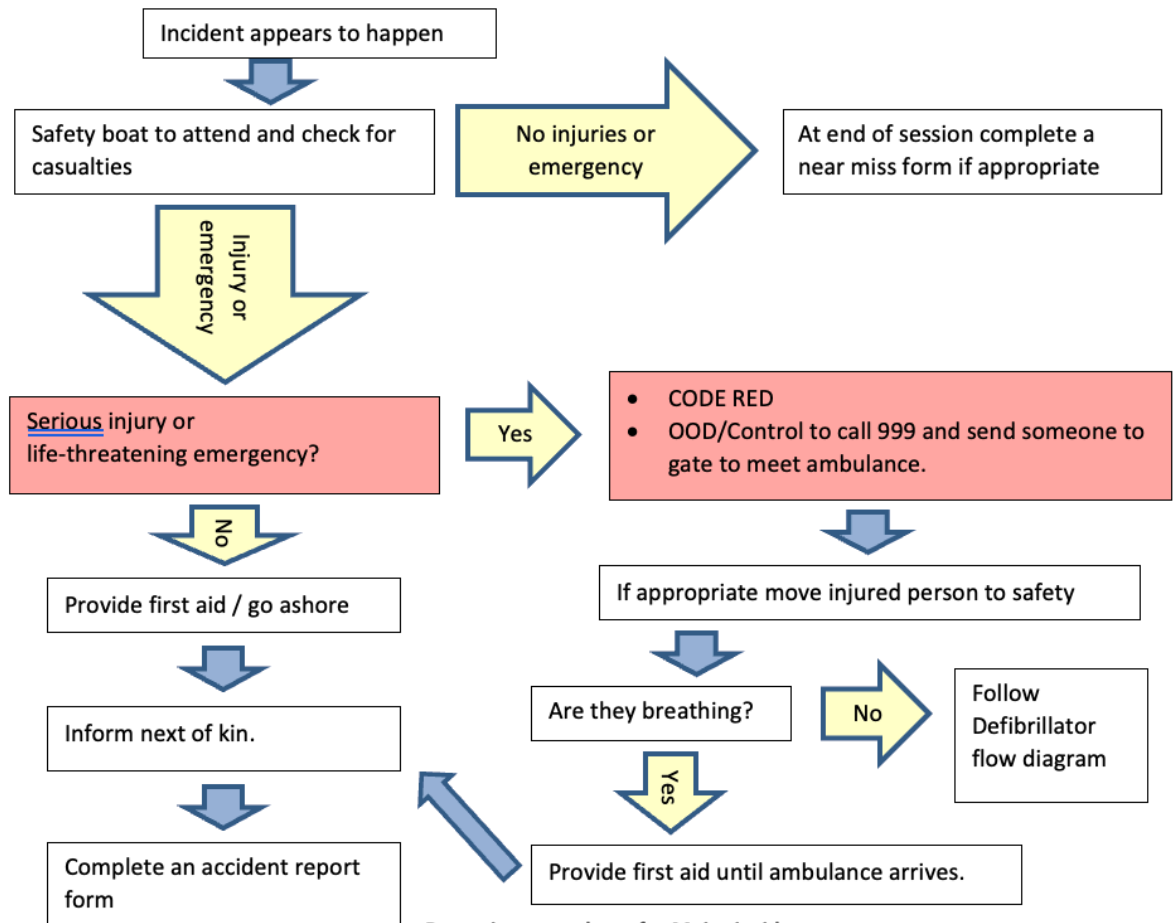 Incident appears to happen
Safety boat to attend and check for
casualties
No injuries or
emergency
At end of session complete a
near miss form if appropriate
Injury or
emergency
Serious injury or
life-threatening emergency?
Yes
• CODE RED
• OOD/Control to call 999 and send someone to
gate to meet ambulance.
No
Provide first aid / go ashore
If appropriate move injured person to safety
Are they breathing?
No
Follow
Defibrillator
flow diagram
Inform next of kin.
Yes
Complete an accident report
form
Provide first aid until ambulance arrives.